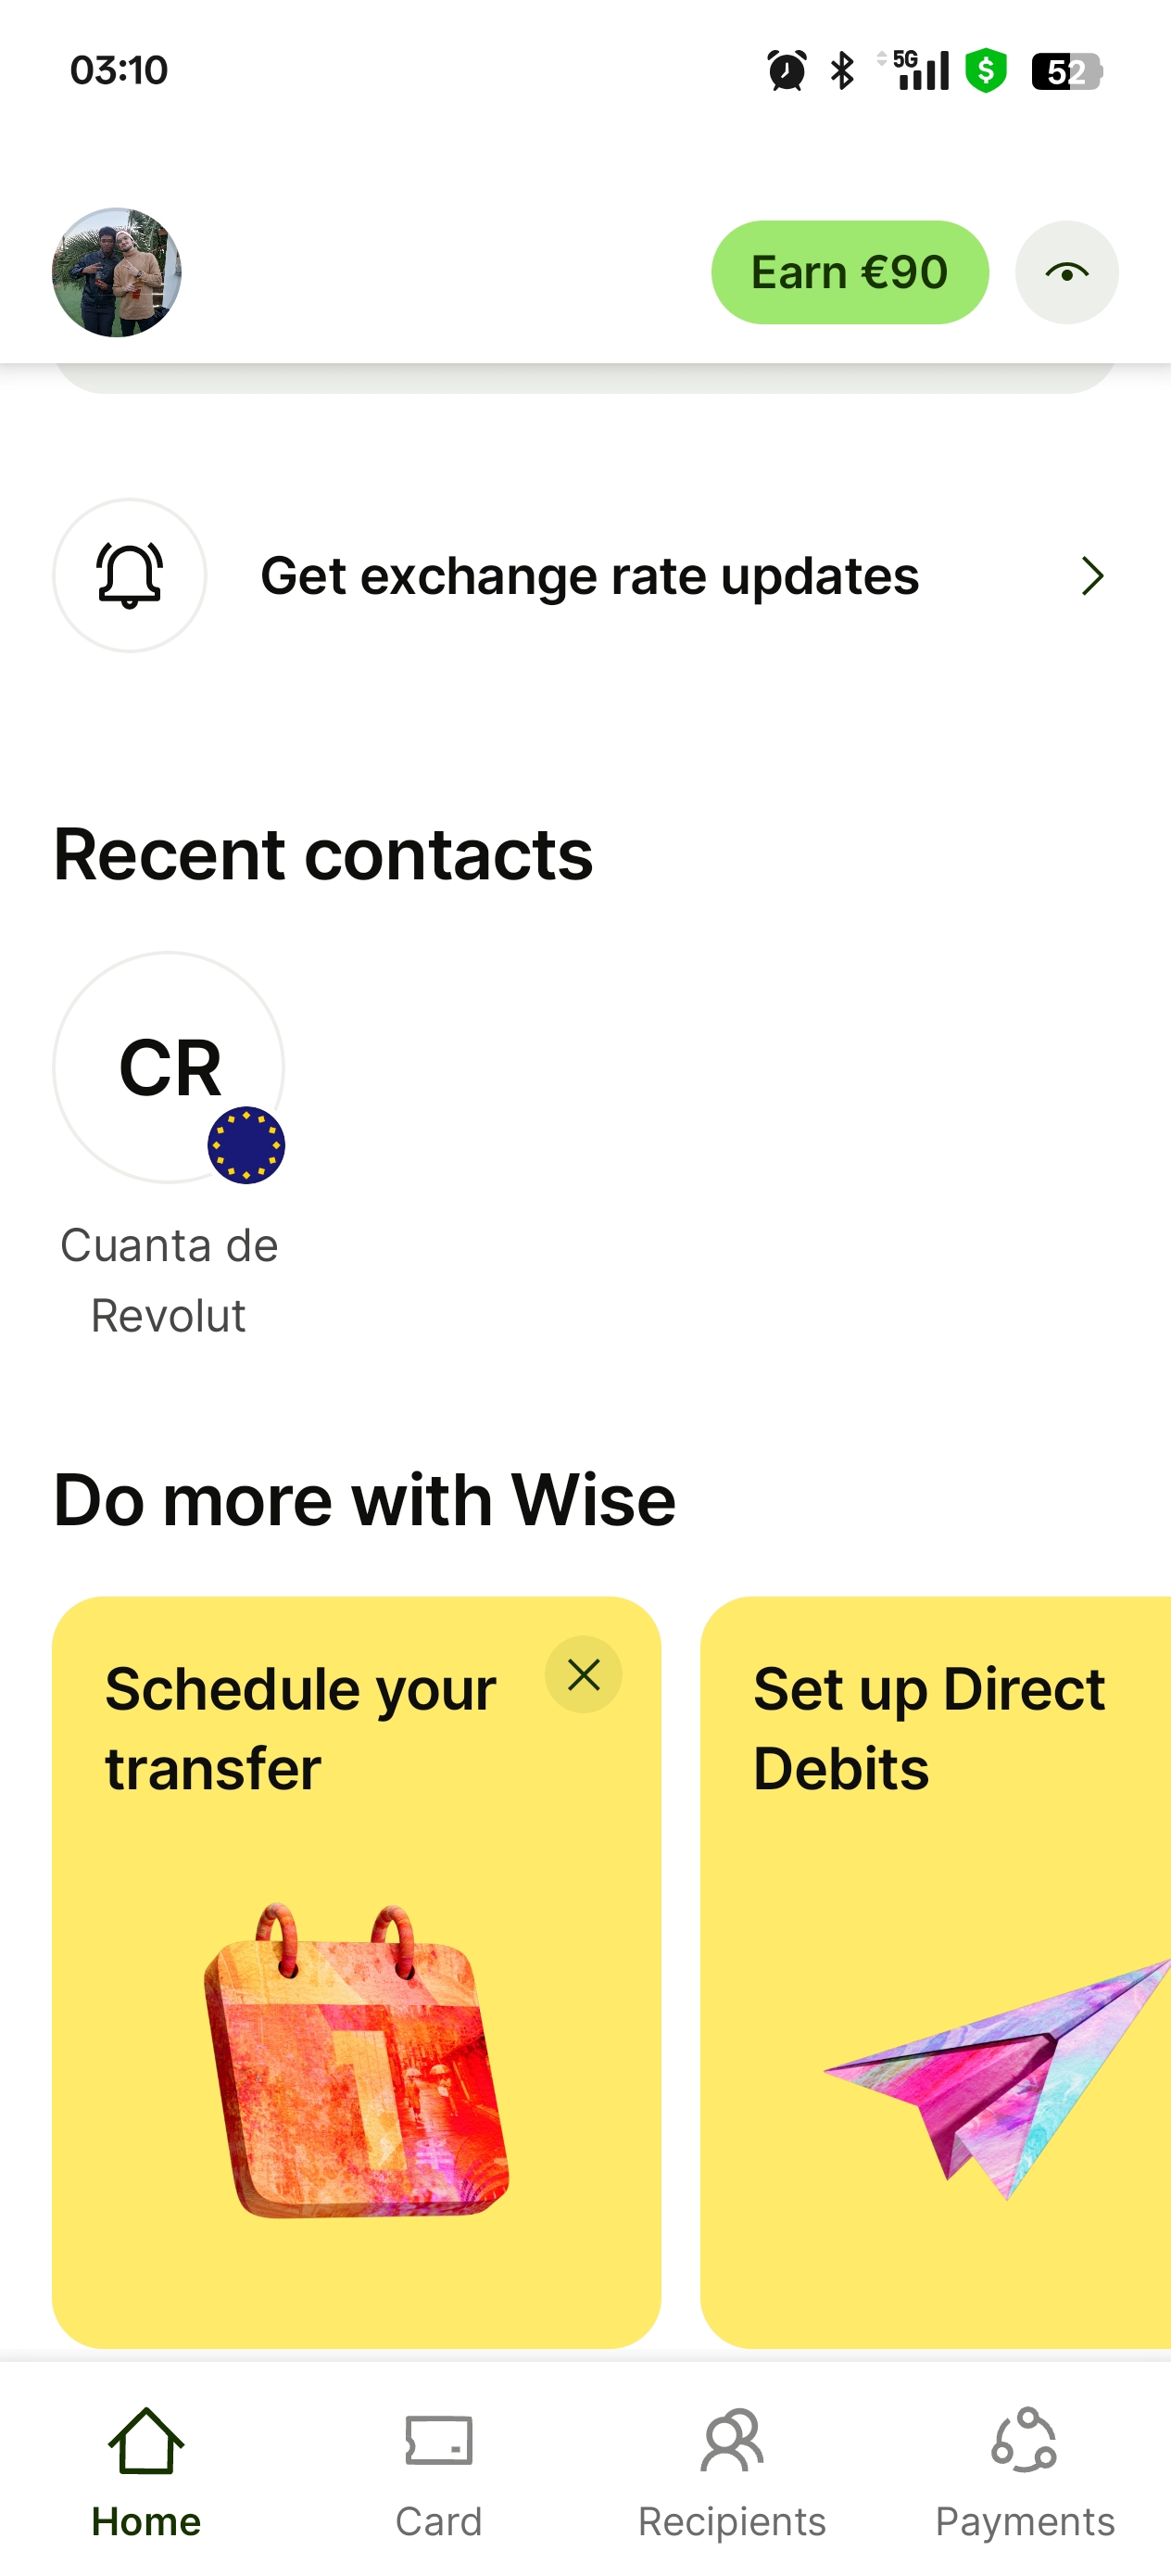 03:10
5G
52
Earn €90
Get exchange rate updates
Recent contacts
CR
Cuanta de
Revolut
Do more with Wise
Schedule your
transfer
Set up Direct
Debits
1
Home
Card
Recipients
Payments